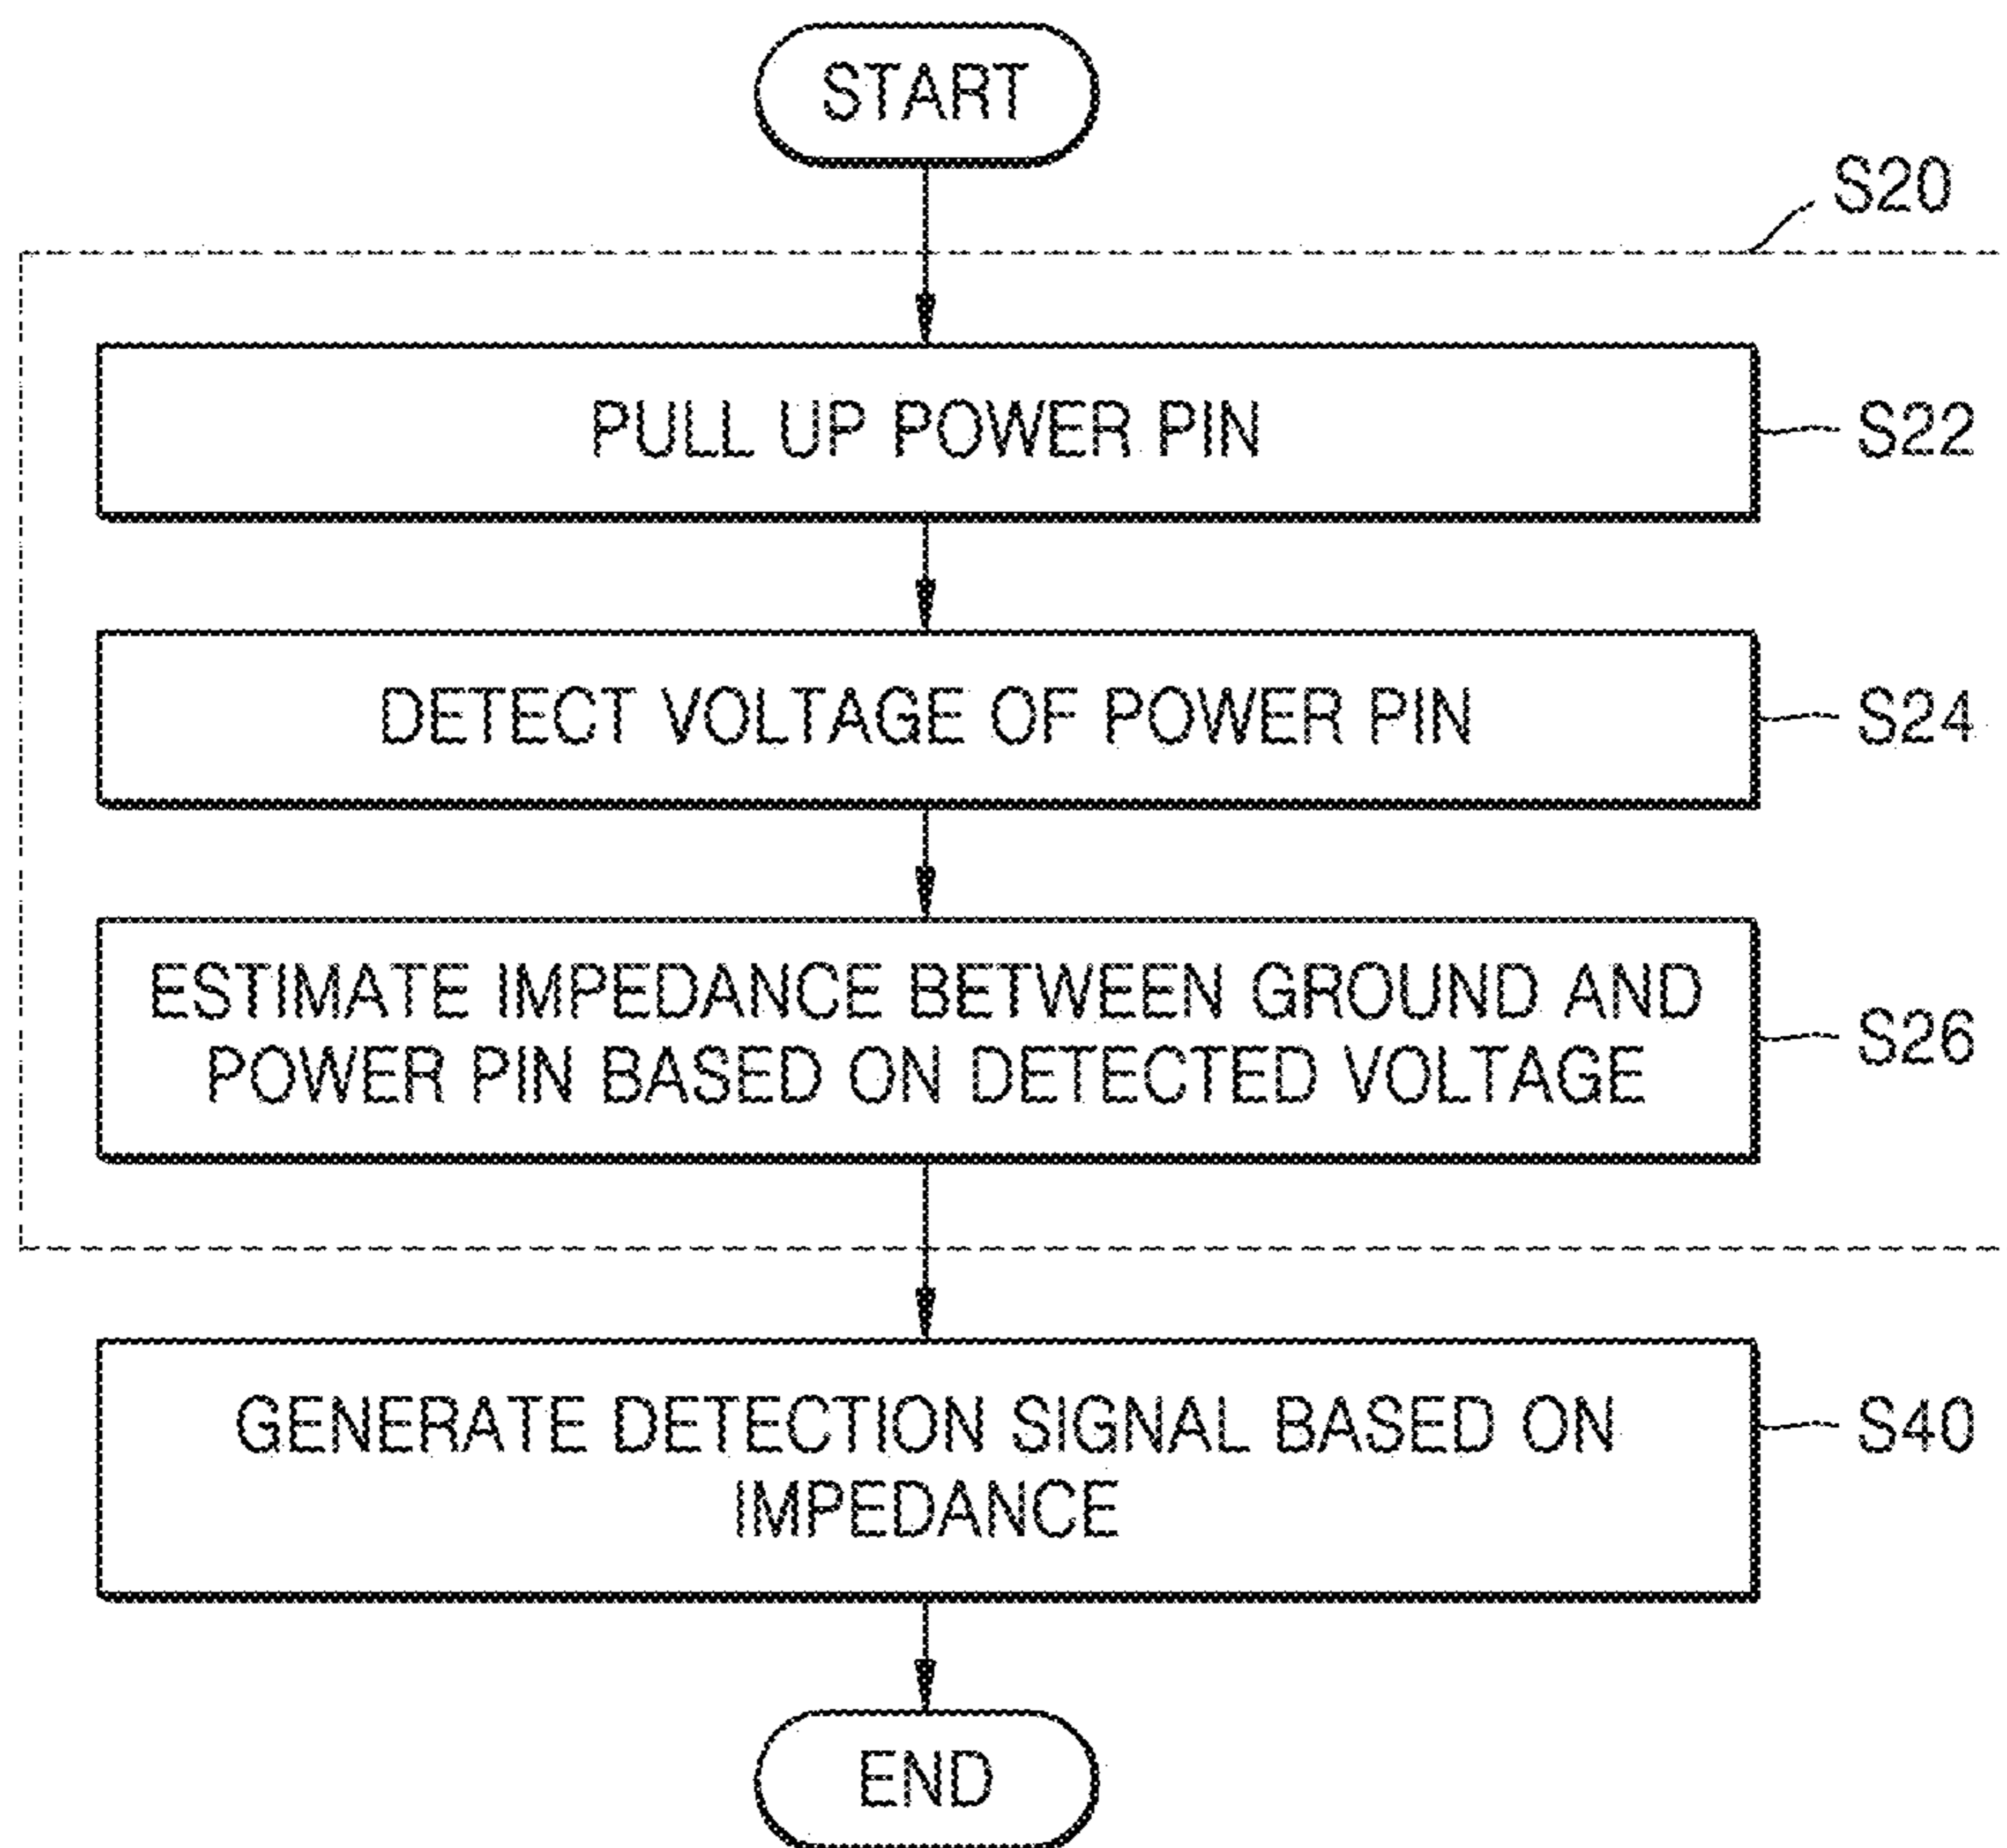 START
S20
PULL UP POWER PIN
S22
DETECT VOLTAGE OF POWER PIN
S24
ESTIMATE IMPEDANCE BETWEEN GROUND AND
POWER PIN BASED ON DETECTED VOLTAGE
S26
GENERATE DETECTION SIGNAL BASED ON
IMPEDANCE
S40
END